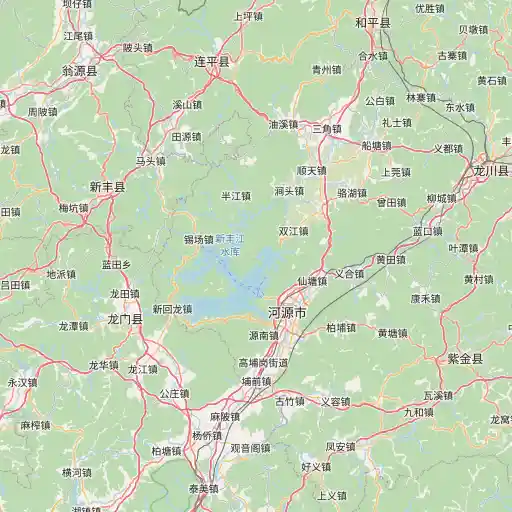 坝仔镇
江尾镇
陂头镇
翁源县
上坪镇
连平县
和平县
优胜镇
贝墩镇
合水镇
古寨镇
青州镇
黄石镇
周陂镇
溪山镇
公白镇
林寨镇
东水镇
田源镇
油溪镇
三角镇
礼士镇
龙镇
马头镇
船塘镇
义都镇
丰
顺天镇
上莞镇
龙川县
新丰县
半江镇
涧头镇
骆湖镇
柳城镇
田镇
梅坑镇
曾田镇
锡场镇
新丰江
水库
双江镇
蓝口镇
叶潭镇
蓝田乡
黄田镇
地派镇
仙塘镇
义合镇
黄村镇
吕田镇
龙田镇
新回龙镇
康禾镇
河源市
龙潭镇
龙门县
源南镇
柏埔镇
黄塘镇
龙华镇
龙江镇
高埔岗街道
紫金县
永汉镇
埔前镇
公庄镇
古竹镇
义容镇
瓦溪镇
麻榨镇
麻陂镇
九和镇
龙窝镇
杨侨镇
柏塘镇
观音阁镇
凤安镇
横河镇
好义镇
泰美镇
上义镇
湖镇镇